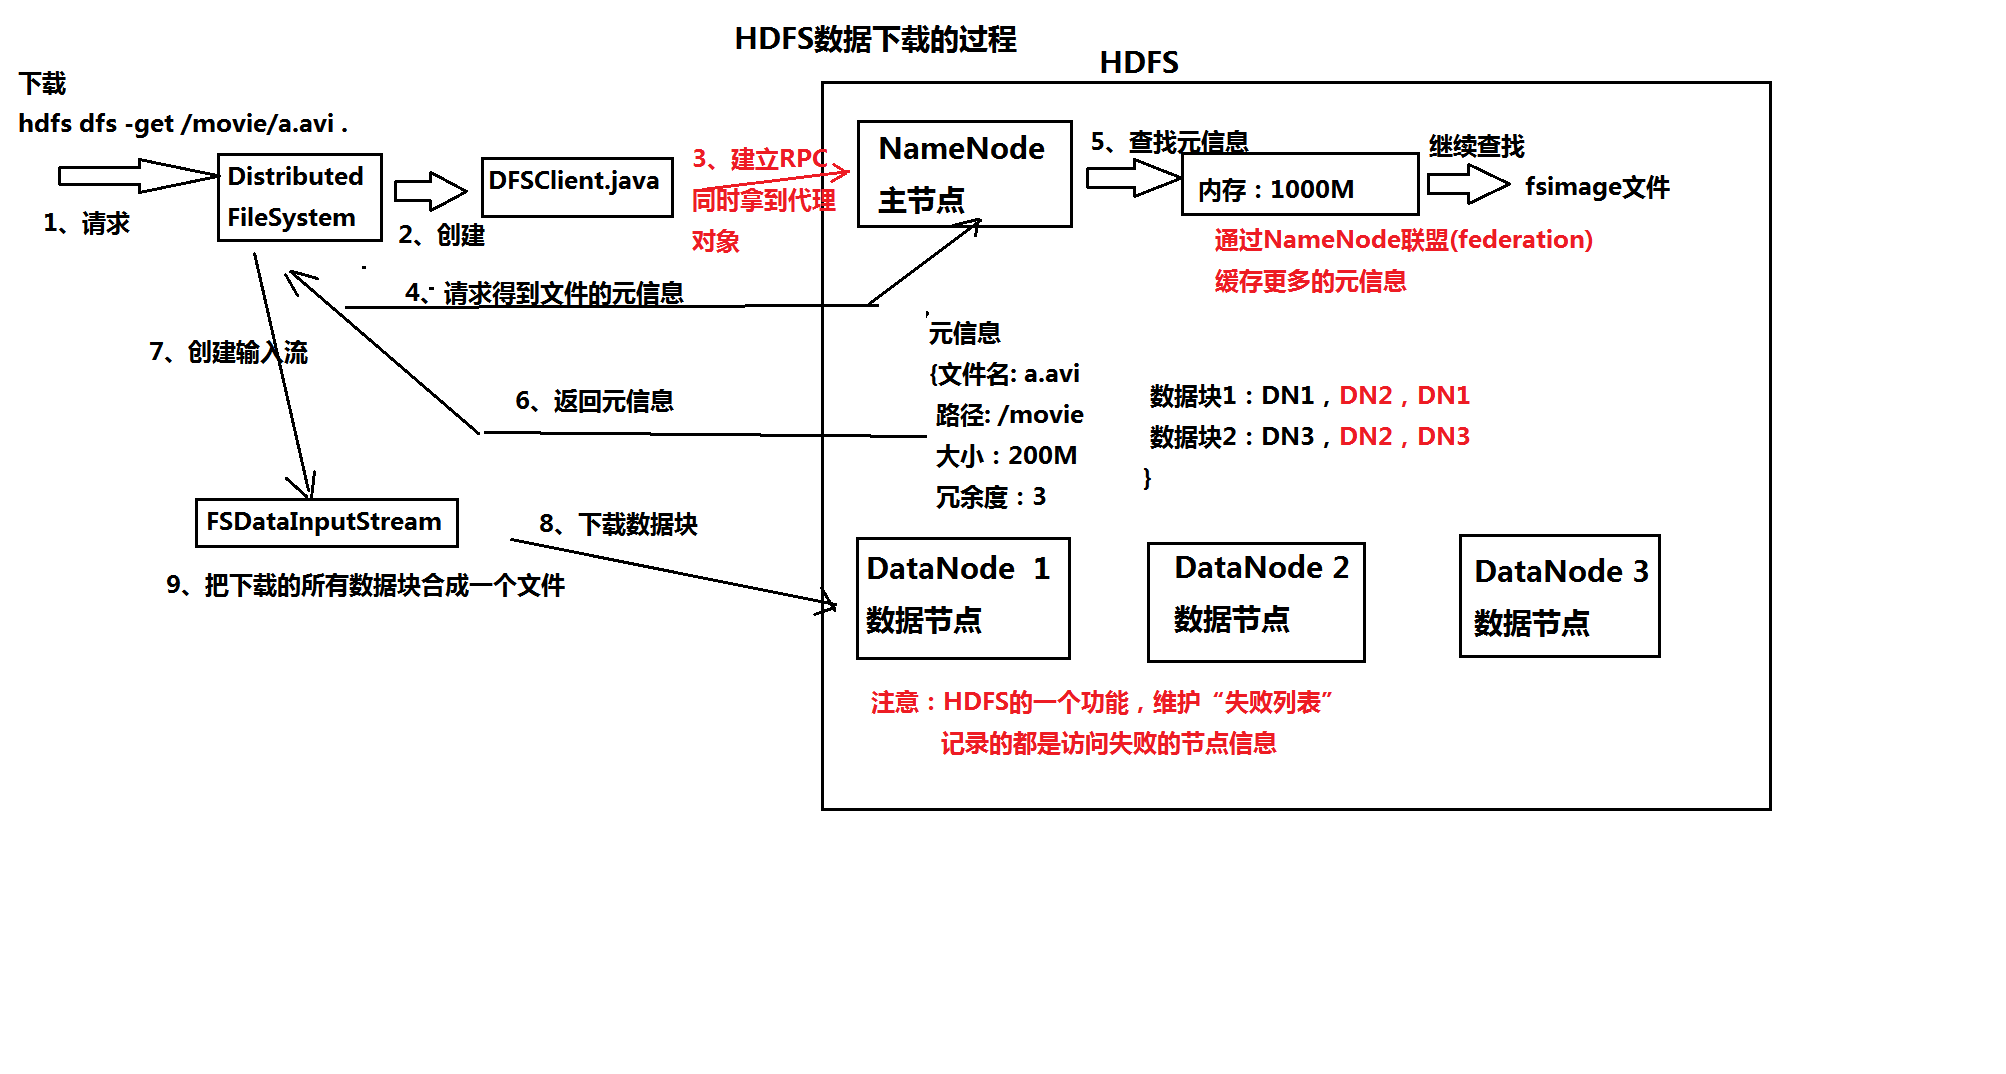 HDFS数据下载的过程
HDFS
下载
hdfs dfs -get /movie/a.avi .
1、请求
Distributed
FileSystem
2、创建
DFSClient.java
3、建立RPC
同时拿到代理
对象
NameNode
主节点
5、查找元信息
内存：1000M
继续查找
fsimage文件
通过NameNode联盟(federation)
缓存更多的元信息
4、请求得到文件的元信息
元信息
{文件名: a.avi
路径: /movie
大小：200M
冗余度：3
数据块1：DN1，DN2，DN1
数据块2：DN3，DN2，DN3
}
6、返回元信息
7、创建输入流
FSDataInputStream
8、下载数据块
9、把下载的所有数据块合成一个文件
DataNode 1
数据节点
DataNode 2
数据节点
DataNode 3
数据节点
注意：HDFS的一个功能，维护“失败列表”
记录的都是访问失败的节点信息